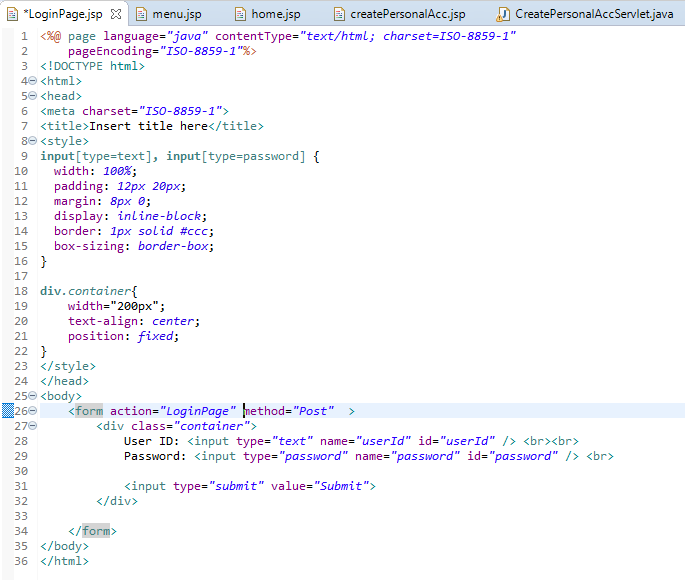 *LoginPage.jsp menu.jsp home.jsp createPersonalAcc.jsp CreatePersonalAccServlet.java
1 <%@ page language="java" contentType="text/html; charset=ISO-8859-1"
2     pageEncoding="ISO-8859-1"%>
3 <!DOCTYPE html>
4 <html>
5 <head>
6 <meta charset="ISO-8859-1">
7 <title>Insert title here</title>
8 <style>
9 input[type=text], input[type=password] {
10   width: 100%;
11   padding: 12px 20px;
12   margin: 8px 0;
13   display: inline-block;
14   border: 1px solid #ccc;
15   box-sizing: border-box;
16 }
17
18 div.container{
19     width="200px";
20     text-align: center;
21     position: fixed;
22 }
23 </style>
24 </head>
25 <body>
26     <form action="LoginPage" method="Post"  >
27         <div class="container">
28             User ID: <input type="text" name="userId" id="userId" /> <br><br>
29             Password: <input type="password" name="password" id="password" /> <br>
30
31             <input type="submit" value="Submit">
32         </div>
33
34     </form>
35 </body>
36 </html>